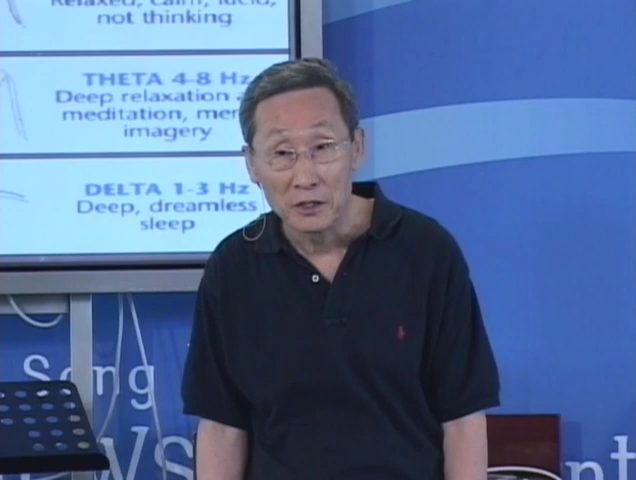 Relaxed, calm, lucid,
not thinking
THETA 4-8 Hz
Deep relaxation
meditation,
imagery
DELTA 1-3 Hz
Deep, dreamless
sleep
Song